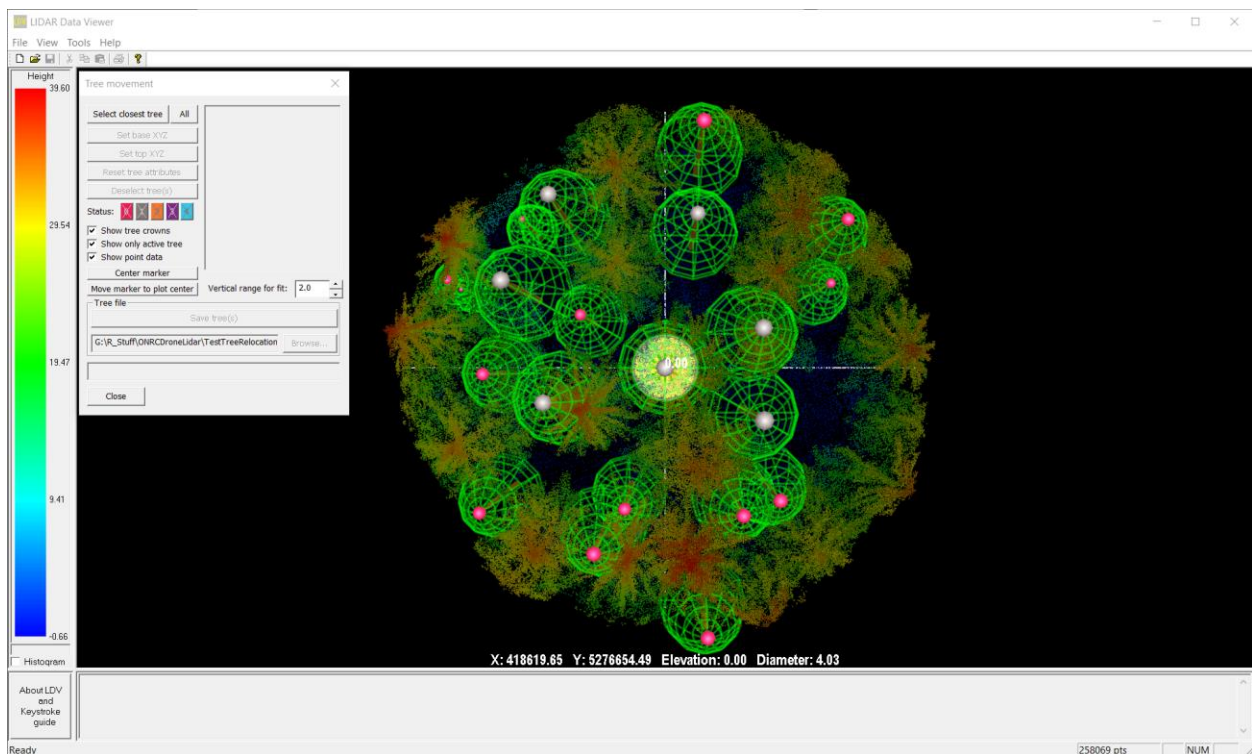 LDV LIDAR Data Viewer
File View Tools Help
Height
39.60
29.54
19.47
9.41
-0.66
Histogram
Tree movement
Select closest tree All
Set base XYZ
Set top XYZ
Reset tree attributes
Deselect tree(s)
Status:
Show tree crowns
Show only active tree
Show point data
Center marker
Move marker to plot center Vertical range for fit: 2.0
Tree file
Save tree(s)
G:\R_Stuff\ONRCDroneLidar\TestTreeRelocation Browse...
Close
0.00
X: 418619.65 Y: 5276654.49 Elevation: 0.00 Diameter: 4.03
About LDV
and
Keystroke
guide
Ready 258069 pts NUM